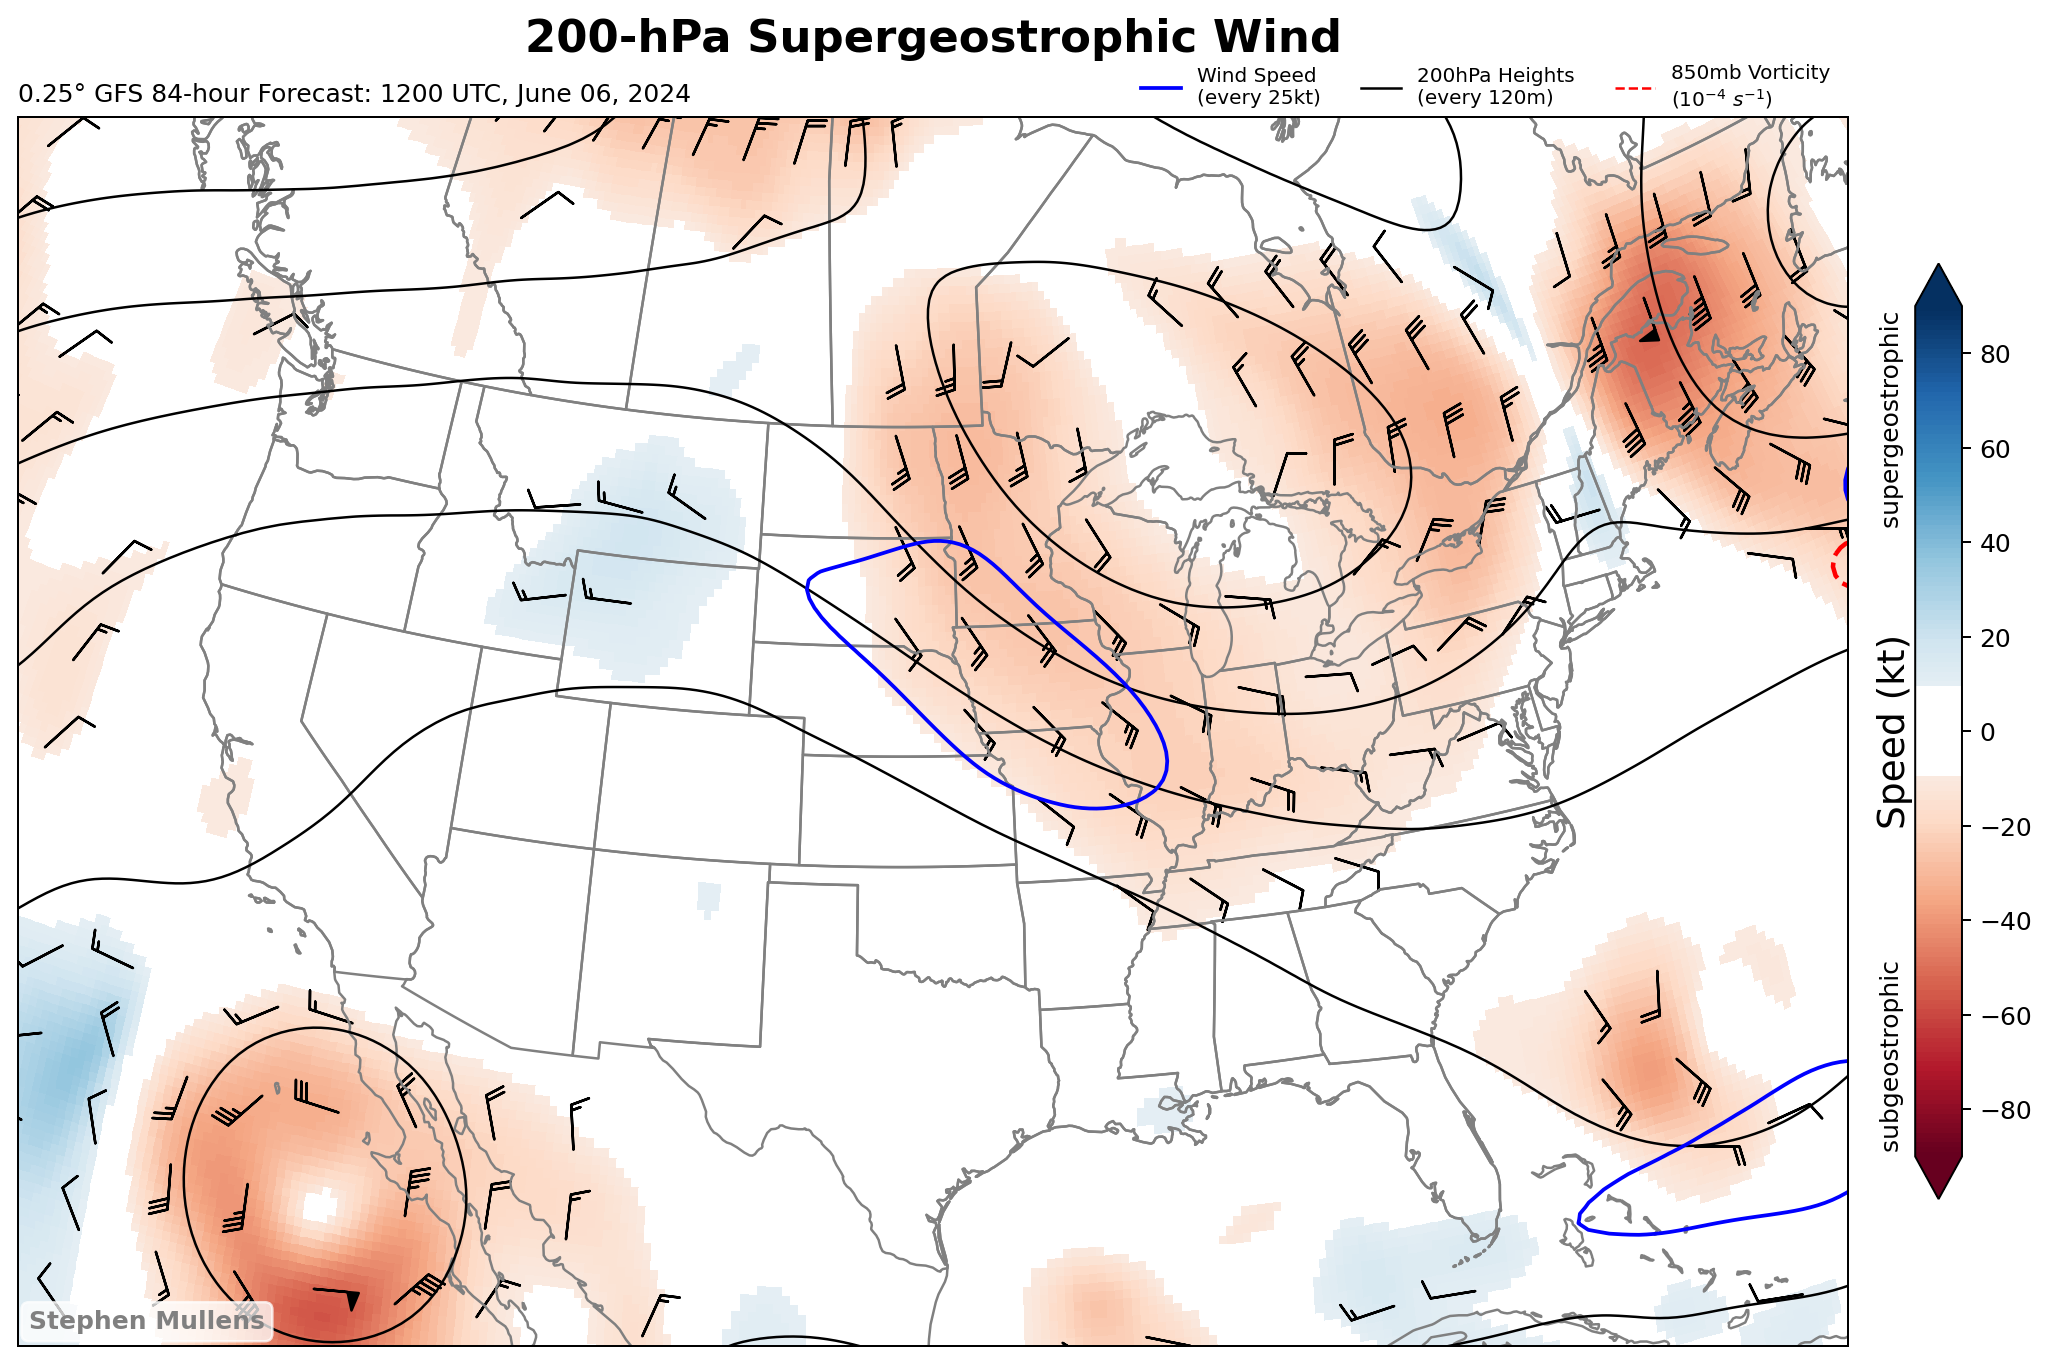 200-hPa Supergeostrophic Wind
0.25° GFS 84-hour Forecast: 1200 UTC, June 06, 2024
Wind Speed
(every 25kt)
200hPa Heights
(every 120m)
850mb Vorticity
(10⁻⁴ s⁻¹)
supergeostrophic
subgeostrophic
Speed (kt)
80
60
40
20
0
−20
−40
−60
−80
Stephen Mullens